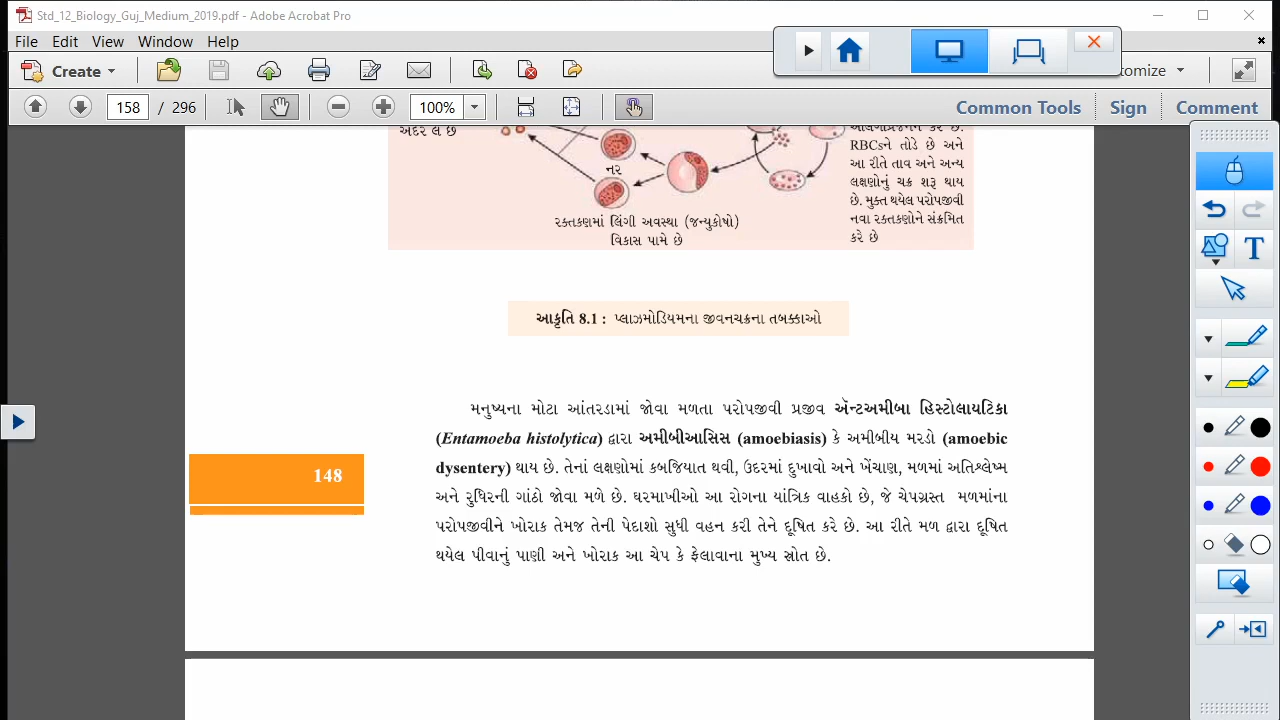 Std_12_Biology_Guj_Medium_2019.pdf - Adobe Acrobat Pro
File Edit View Window Help
Create
158 / 296 100% Common Tools Sign Comment
અંદર લે છે
RBCsને તોડે છે અને
આ રીતે તાવ અને અન્ય
નર
લક્ષણોનું ચક્ર શરૂ થાય
છે. મુક્ત થયેલ પરોપજીવી
નવા રક્તકણોને સંક્રમિત
કરે છે
રક્તકણમાં લિંગી અવસ્થા (જન્યુકોષો)
વિકાસ પામે છે
આકૃતિ 8.1 : પ્લાઝમોડિયમના જીવનચક્રના તબક્કાઓ
મનુષ્યના મોટા આંતરડામાં જોવા મળતા પરોપજીવી પ્રજીવ ઍન્ટઅમીબા હિસ્ટોલાયટિકા
(Entamoeba histolytica) દ્વારા અમીબીઆસિસ (amoebiasis) કે અમીબીય મરડો (amoebic
dysentery) થાય છે. તેનાં લક્ષણોમાં કબજિયાત થવી, ઉદરમાં દુખાવો અને ખેંચાણ, મળમાં અતિશ્લેષ્મ
અને રુધિરની ગાંઠો જોવા મળે છે. ઘરમાખીઓ આ રોગના યાંત્રિક વાહકો છે, જે ચેપગ્રસ્ત મળમાંના
પરોપજીવીને ખોરાક તેમજ તેની પેદાશો સુધી વહન કરી તેને દૂષિત કરે છે. આ રીતે મળ દ્વારા દૂષિત
થયેલ પીવાનું પાણી અને ખોરાક આ ચેપ કે ફેલાવાના મુખ્ય સ્રોત છે.
148
T